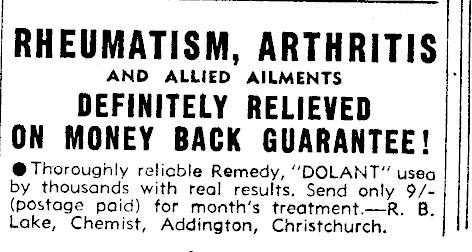 RHEUMATISM, ARTHRITIS
AND ALLIED AILMENTS
DEFINITELY RELIEVED
ON MONEY BACK GUARANTEE!
● Thoroughly reliable Remedy, "DOLANT" used
by thousands with real results. Send only 9/-
(postage paid) for month's treatment.—R. B.
Lake, Chemist, Addington, Christchurch.